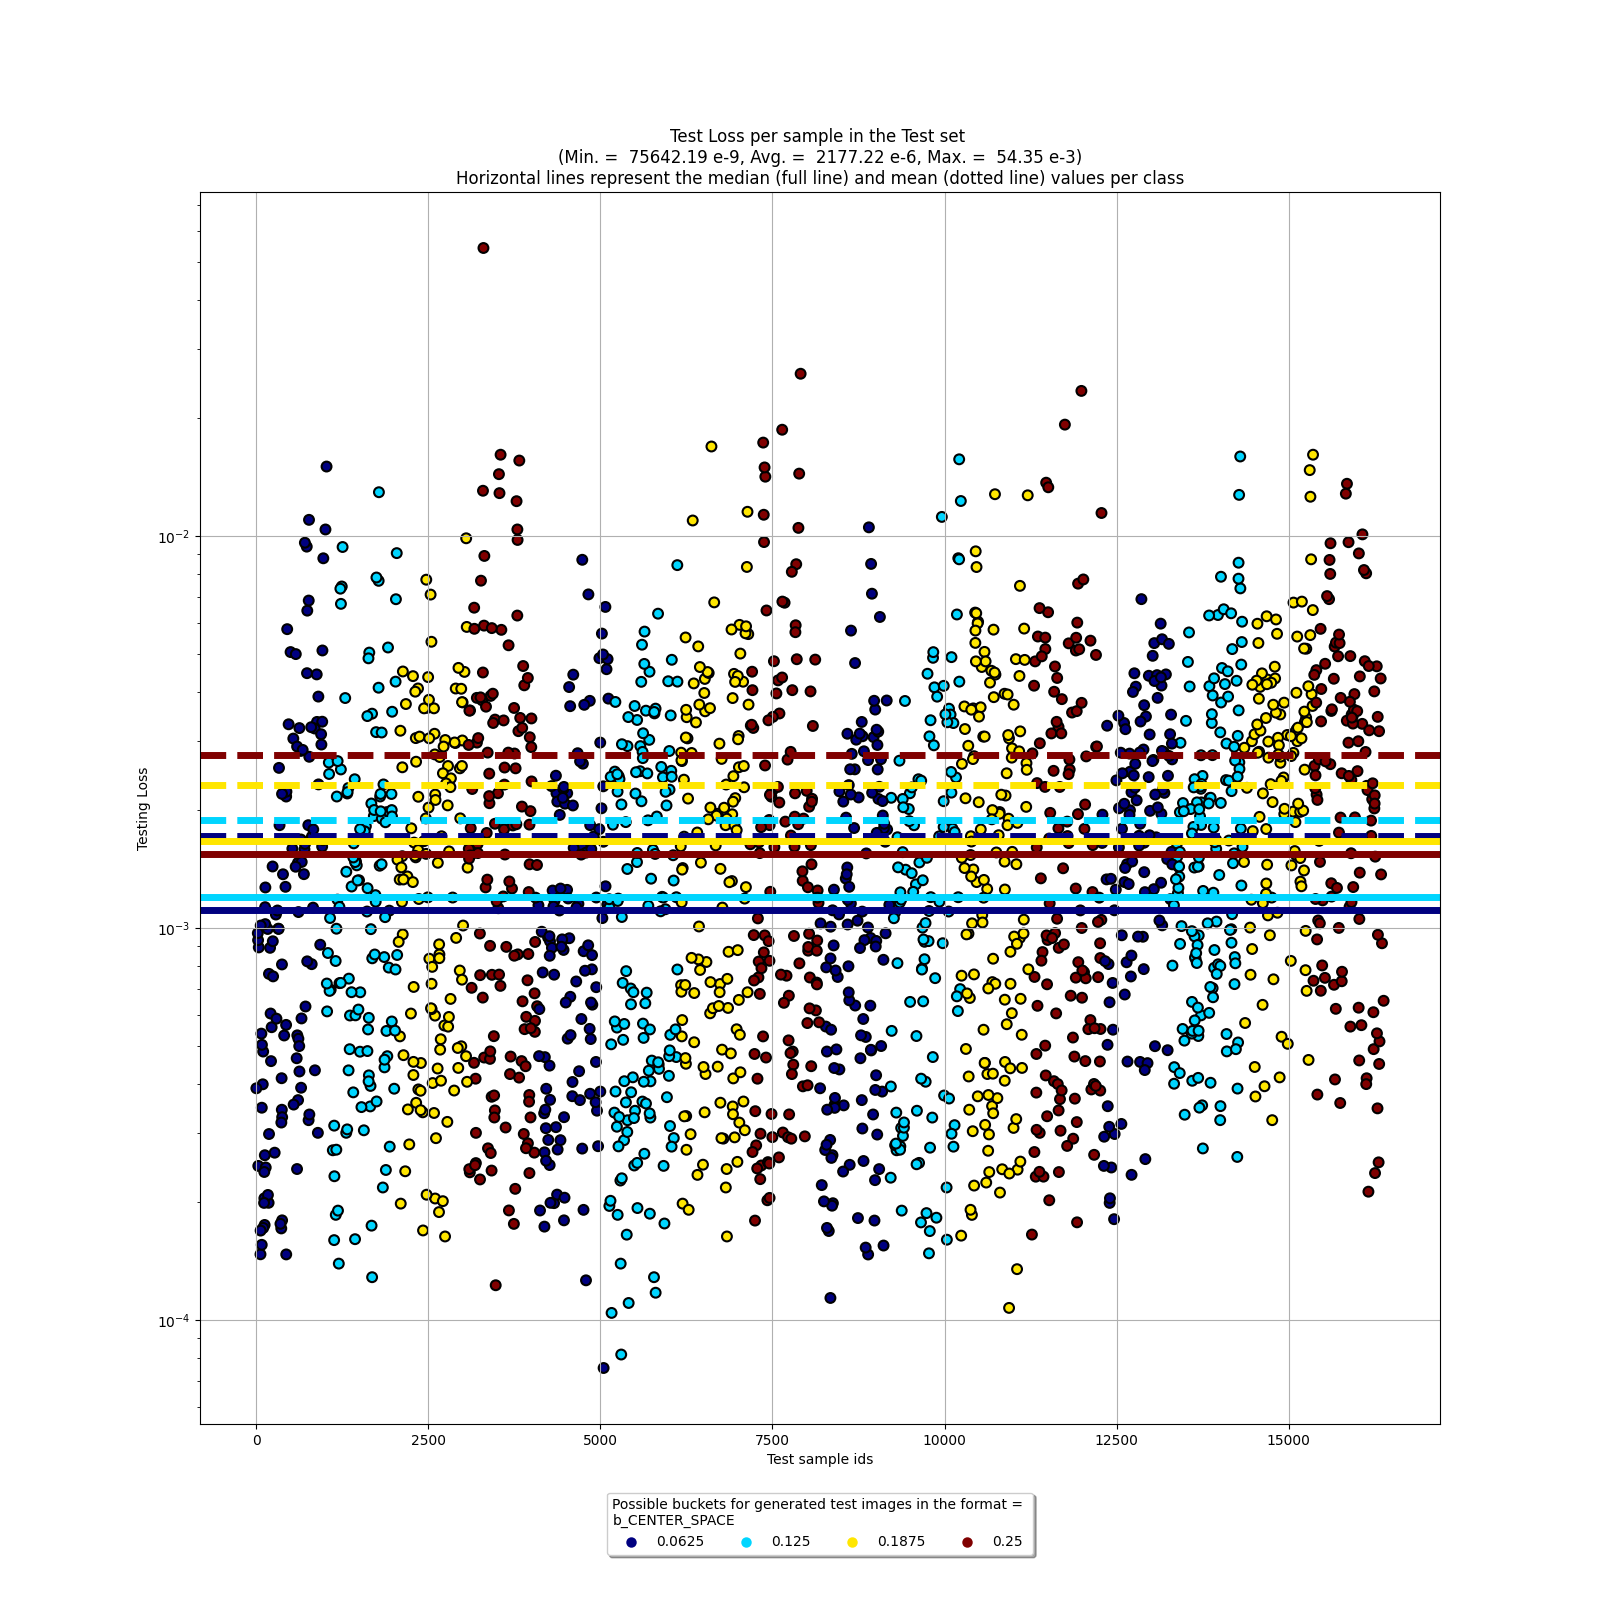 Test Loss per sample in the Test set
(Min. =  75642.19 e-9, Avg. =  2177.22 e-6, Max. =  54.35 e-3)
Horizontal lines represent the median (full line) and mean (dotted line) values per class
Testing Loss
10⁻²
10⁻³
10⁻⁴
0 2500 5000 7500 10000 12500 15000
Test sample ids
Possible buckets for generated test images in the format =
b_CENTER_SPACE
0.0625 0.125 0.1875 0.25